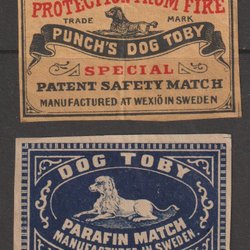 PROTECTION FROM FIRE
TRADE MARK
PUNCH'S DOG TOBY
SPECIAL
PATENT SAFETY MATCH
MANUFACTURED AT WEXIÖ IN SWEDEN
DOG TOBY
PARAFIN MATCH
MANUFACTURED IN SWEDEN